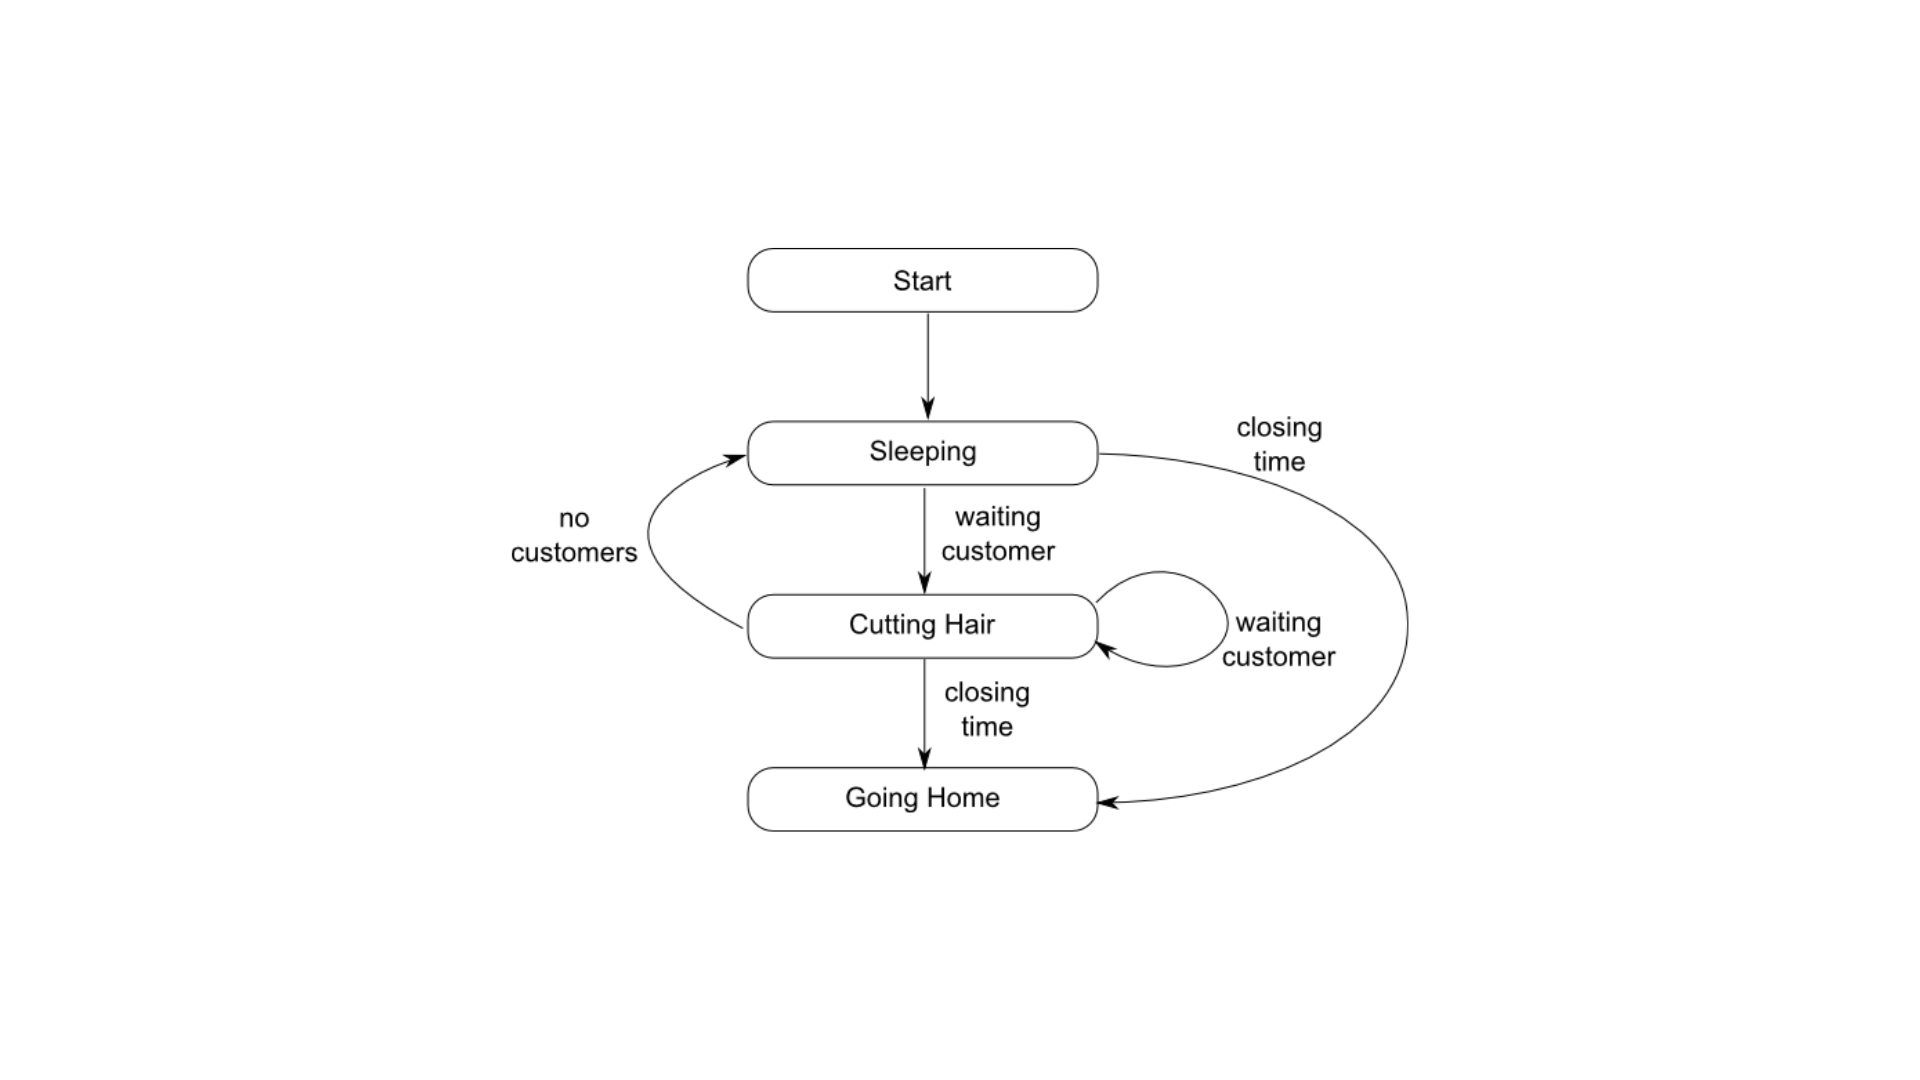 Start
closing
time
Sleeping
no
customers
waiting
customer
Cutting Hair
waiting
customer
closing
time
Going Home